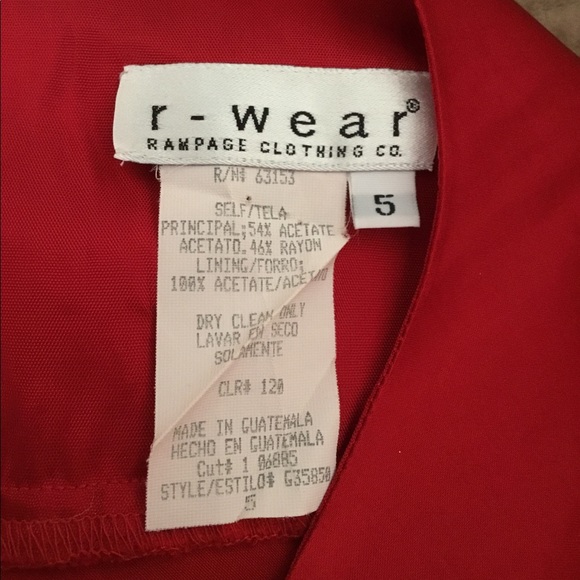 r-wear®
RAMPAGE CLOTHING CO.
5
R/N# 63153
SELF/TELA
PRINCIPAL;54% ACETATE
ACETATO.46% RAYON
LINING/FORRO;
100% ACETATE/ACETATO
DRY CLEAN ONLY
LAVAR EN SECO
SOLAMENTE
CLR# 120
MADE IN GUATEMALA
HECHO EN GUATEMALA
Cut# 1 06885
STYLE/ESTILO# G35850
5